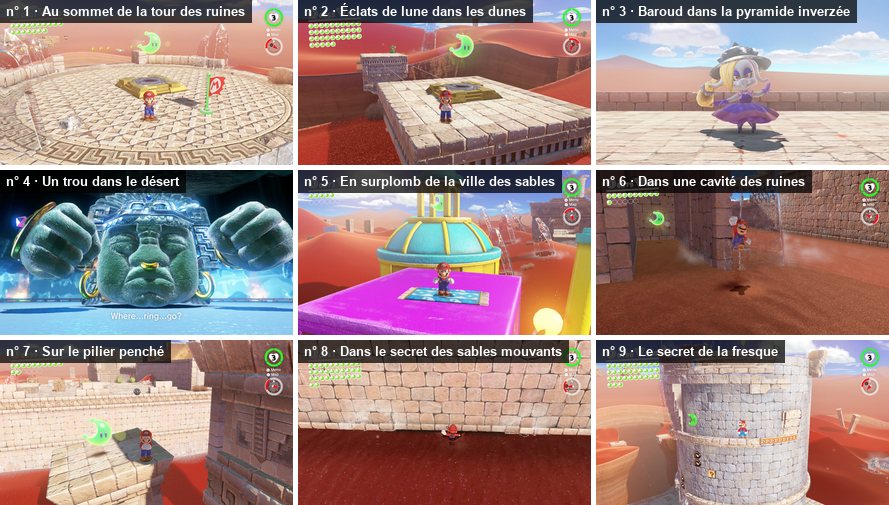 n° 1 · Au sommet de la tour des ruines
n° 2 · Éclats de lune dans les dunes
n° 3 · Baroud dans la pyramide inverzée
n° 4 · Un trou dans le désert
Where...ring...go?
n° 5 · En surplomb de la ville des sables
n° 6 · Dans une cavité des ruines
n° 7 · Sur le pilier penché
n° 8 · Dans le secret des sables mouvants
n° 9 · Le secret de la fresque